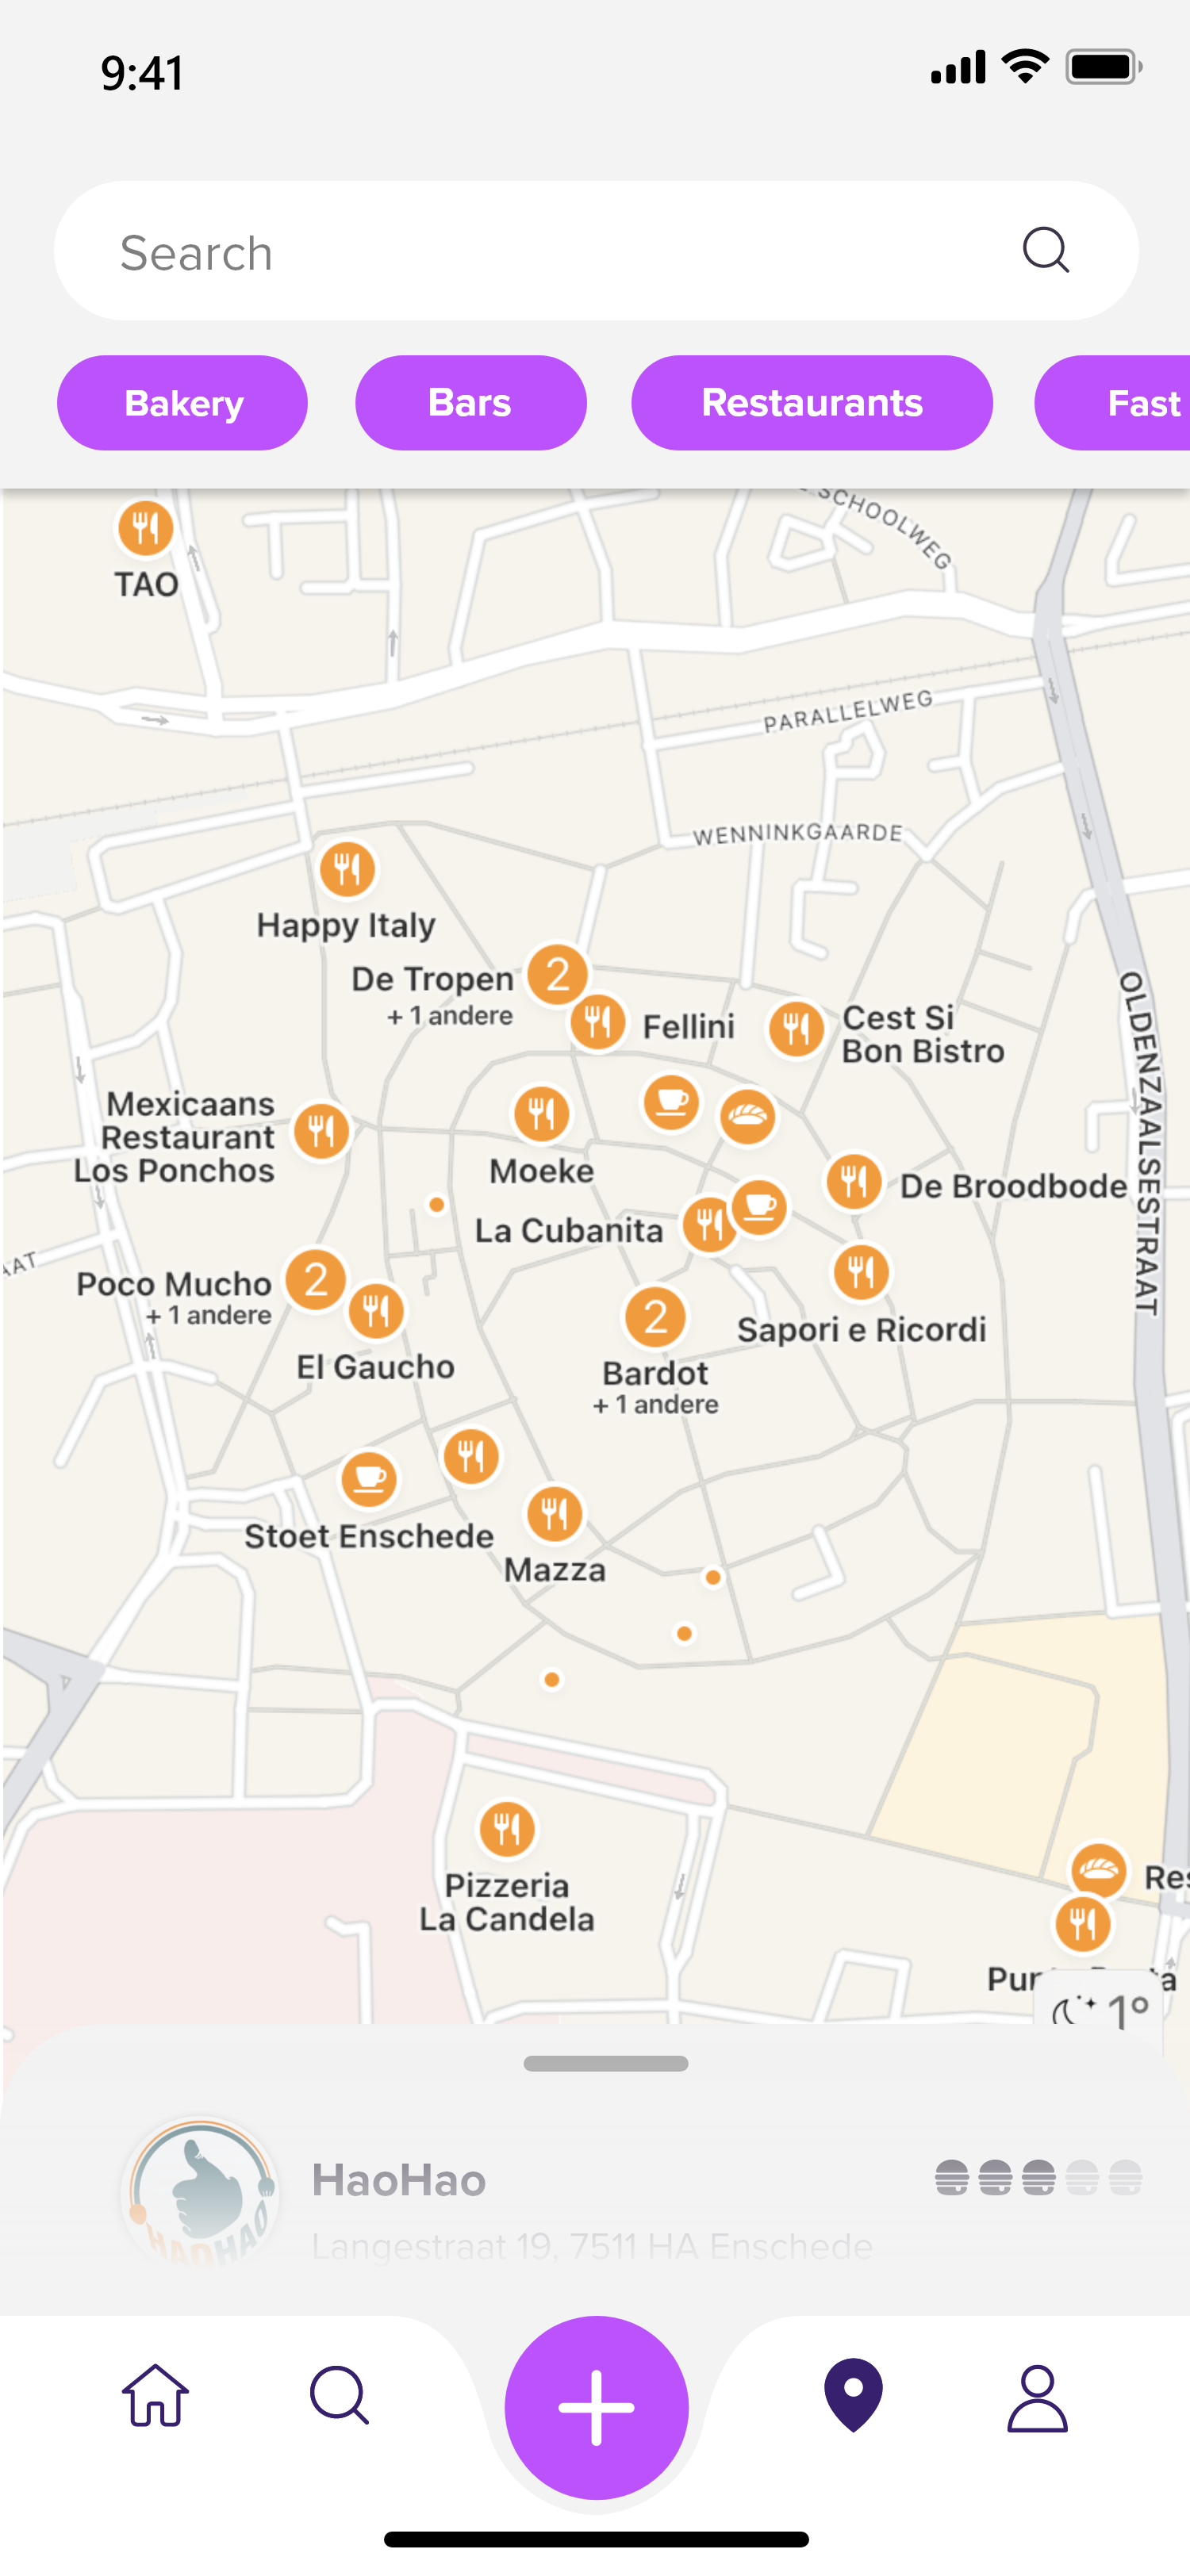 9:41
Search
Bakery
Bars
Restaurants
Fast
SCHOOLWEG
TAO
PARALLELWEG
WENNINKGAARDE
Happy Italy
De Tropen
+ 1 andere
2
Fellini
Cest Si
Bon Bistro
OLDENZAALSESTRAAT
Mexicaans
Restaurant
Los Ponchos
Moeke
De Broodbode
La Cubanita
AAT
Poco Mucho
+ 1 andere
2
El Gaucho
Sapori e Ricordi
2
Bardot
+ 1 andere
Stoet Enschede
Mazza
Pizzeria
La Candela
Res
1°
HaoHao
HAOHAO
Langestraat 19, 7511 HA Enschede